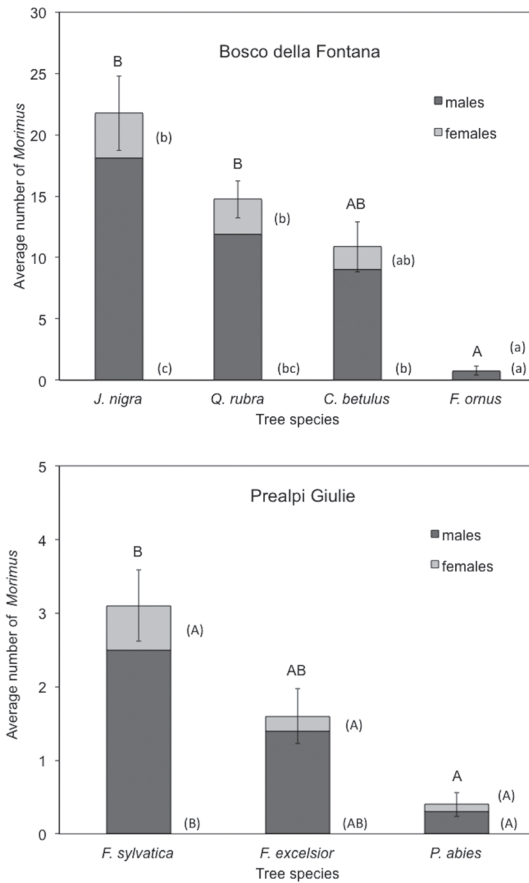 30
Bosco della Fontana
B
25
males
females
(b)
20
B
Average number of Morimus
15
(b)
AB
10
(ab)
5
A
(a)
0
(c)
(bc)
(b)
(a)
J. nigra
Q. rubra
C. betulus
F. ornus
Tree species
5
Prealpi Giulie
4
males
B
females
3
(A)
Average number of Morimus
2
AB
(A)
1
A
(A)
0
(B)
(AB)
(A)
F. sylvatica
F. excelsior
P. abies
Tree species